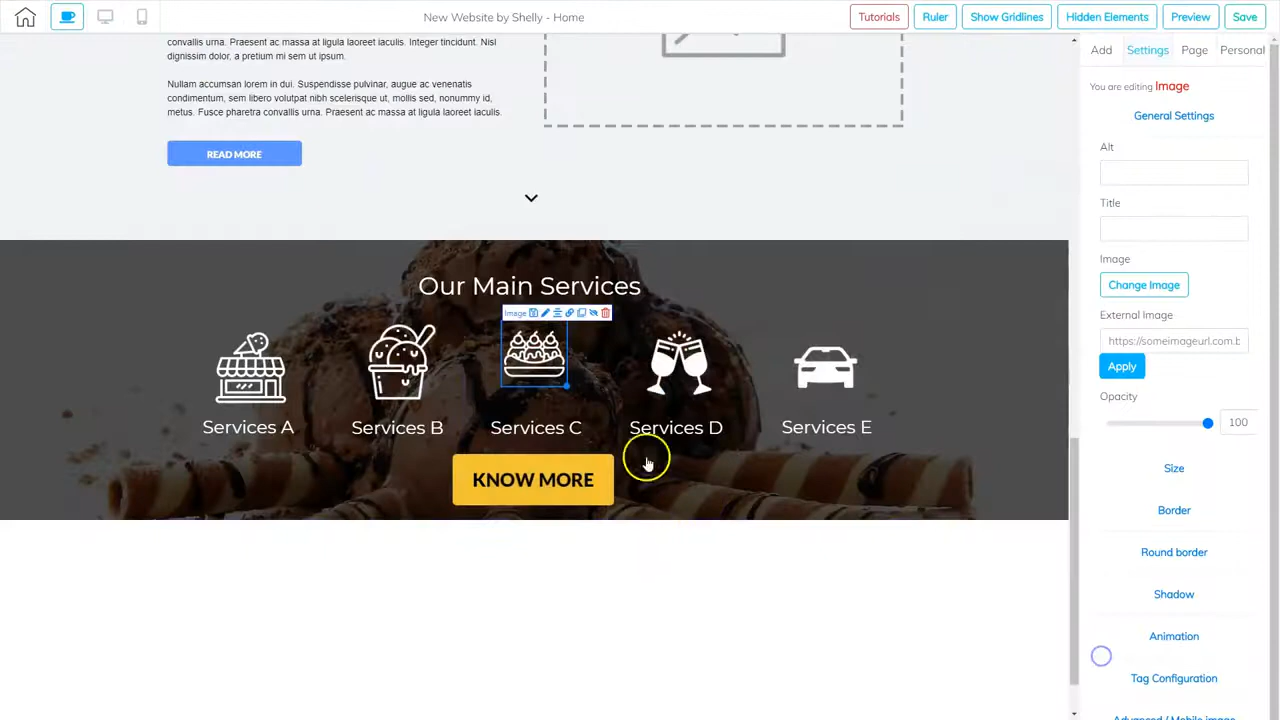 New Website by Shelly - Home
Tutorials
Ruler
Show Gridlines
Hidden Elements
Preview
Save
Add
Settings
Page
Personal
convallis urna. Praesent ac massa at ligula laoreet iaculis. Integer tincidunt. Nisl
dignissim dolor, a pretium mi sem ut ipsum.
Nullam accumsan lorem in dui. Suspendisse pulvinar, augue ac venenatis
condimentum, sem libero volutpat nibh scelerisque ut, mollis sed, nonummy id,
metus. Fusce pharetra convallis urna. Praesent ac massa at ligula laoreet iaculis.
READ MORE
Our Main Services
Image
Services A
Services B
Services C
Services D
Services E
KNOW MORE
You are editing Image
General Settings
Alt
Title
Image
Change Image
External Image
https://someimageurl.com.b
Apply
Opacity
100
Size
Border
Round border
Shadow
Animation
Tag Configuration
Advanced / Mobile image